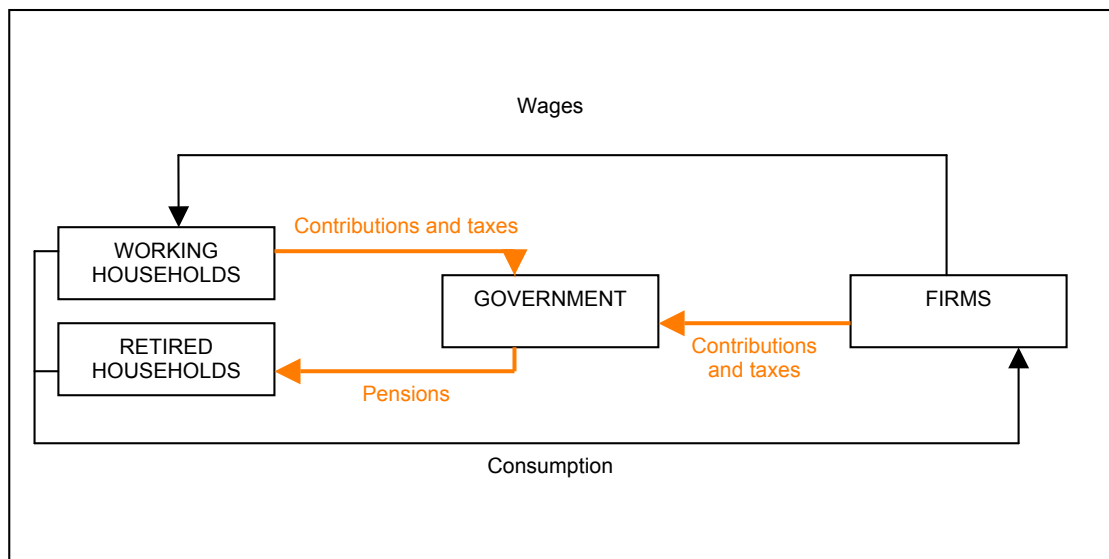 Wages
Contributions and taxes
WORKING
HOUSEHOLDS
GOVERNMENT
FIRMS
RETIRED
HOUSEHOLDS
Contributions
and taxes
Pensions
Consumption